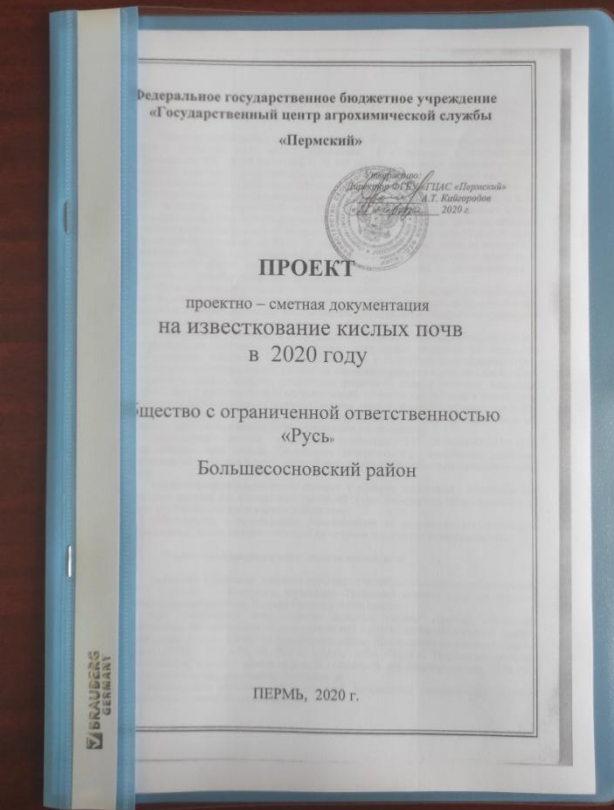 Федеральное государственное бюджетное учреждение
«Государственный центр агрохимической службы
«Пермский»
Утверждаю:
Директор ФГБУ «ГЦАС «Пермский»
А.Т. Кайгородов
2020 г.
ПРОЕКТ
проектно – сметная документация
на известкование кислых почв
в 2020 году
бщество с ограниченной ответственностью
«Русь»
Большесосновский район
ПЕРМЬ, 2020 г.
BRAUBERG
GERMANY